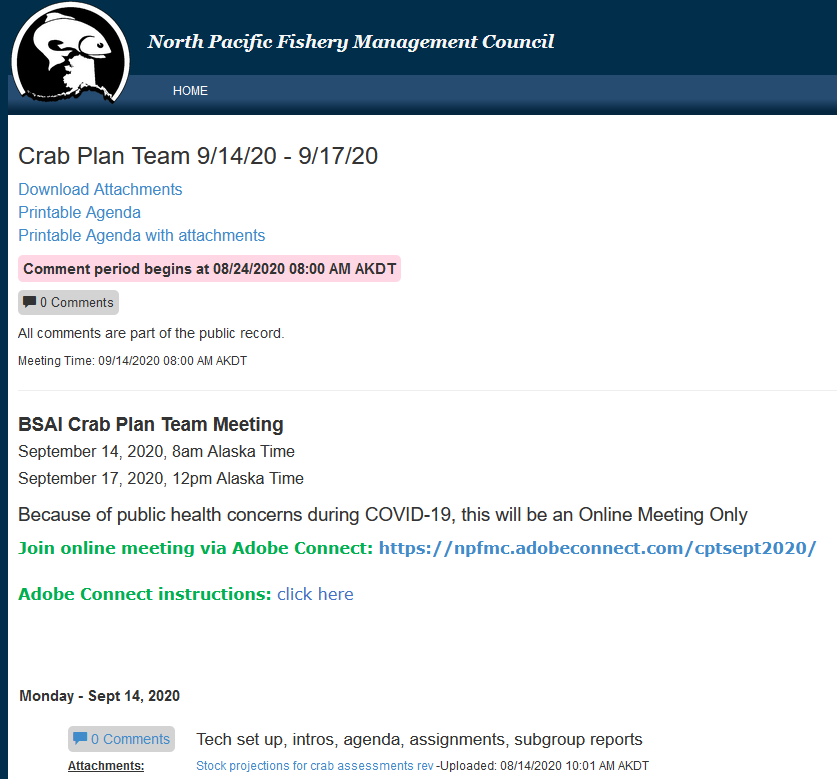 North Pacific Fishery Management Council
HOME
Crab Plan Team 9/14/20 - 9/17/20
Download Attachments
Printable Agenda
Printable Agenda with attachments
Comment period begins at 08/24/2020 08:00 AM AKDT
0 Comments
All comments are part of the public record.
Meeting Time: 09/14/2020 08:00 AM AKDT
BSAI Crab Plan Team Meeting
September 14, 2020, 8am Alaska Time
September 17, 2020, 12pm Alaska Time
Because of public health concerns during COVID-19, this will be an Online Meeting Only
Join online meeting via Adobe Connect: https://npfmc.adobeconnect.com/cptsept2020/
Adobe Connect instructions: click here
Monday - Sept 14, 2020
0 Comments Tech set up, intros, agenda, assignments, subgroup reports
Attachments: Stock projections for crab assessments rev -Uploaded: 08/14/2020 10:01 AM AKDT